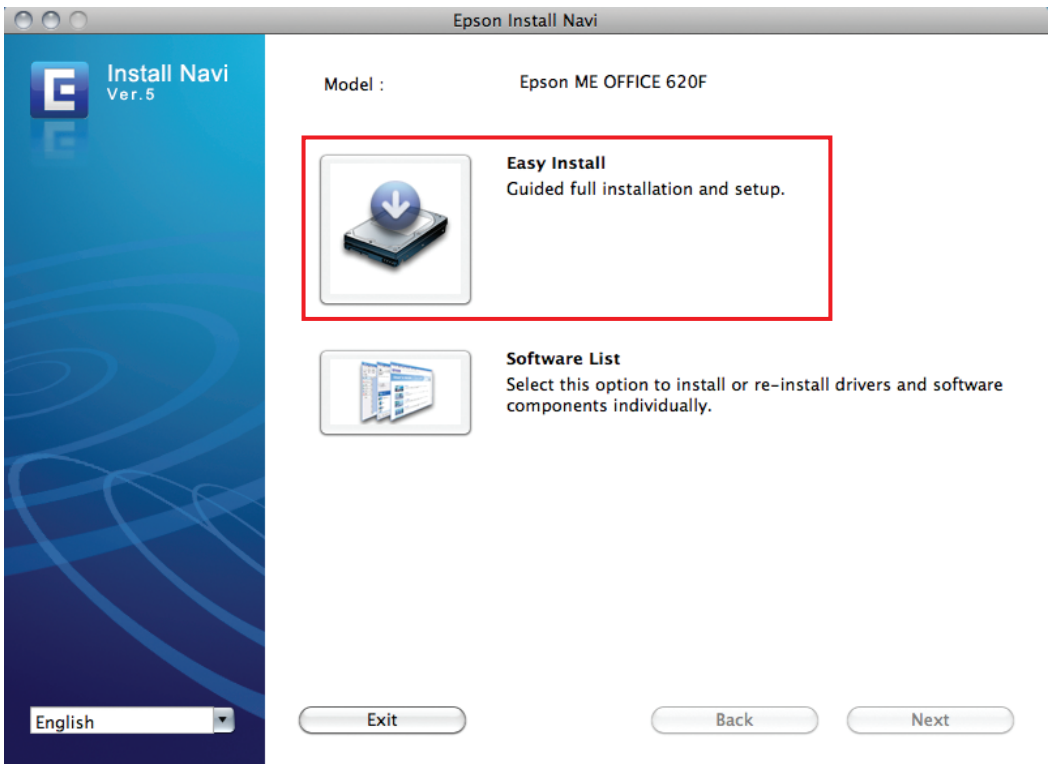 Epson Install Navi
E
Install Navi
Ver.5
Model :
Epson ME OFFICE 620F
Easy Install
Guided full installation and setup.
Software List
Select this option to install or re-install drivers and software
components individually.
English
Exit
Back
Next